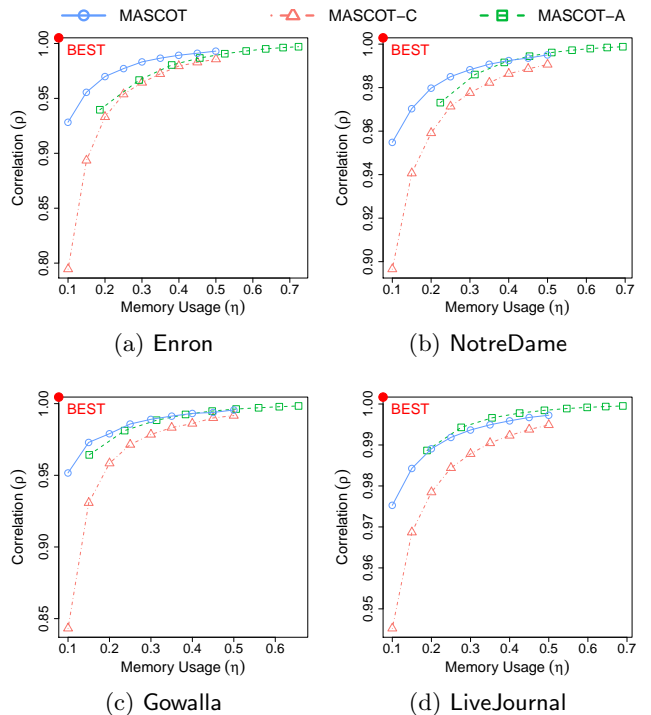 MASCOT MASCOT-C MASCOT-A
BEST
1.00
0.95
0.90
0.85
0.80
Correlation (ρ)
0.1 0.2 0.3 0.4 0.5 0.6 0.7
Memory Usage (η)
(a) Enron
BEST
1.00
0.98
0.96
0.94
0.92
0.90
Correlation (ρ)
0.1 0.2 0.3 0.4 0.5 0.6 0.7
Memory Usage (η)
(b) NotreDame
BEST
1.00
0.95
0.90
0.85
Correlation (ρ)
0.1 0.2 0.3 0.4 0.5 0.6
Memory Usage (η)
(c) Gowalla
BEST
1.00
0.99
0.98
0.97
0.96
0.95
Correlation (ρ)
0.1 0.2 0.3 0.4 0.5 0.6 0.7
Memory Usage (η)
(d) LiveJournal